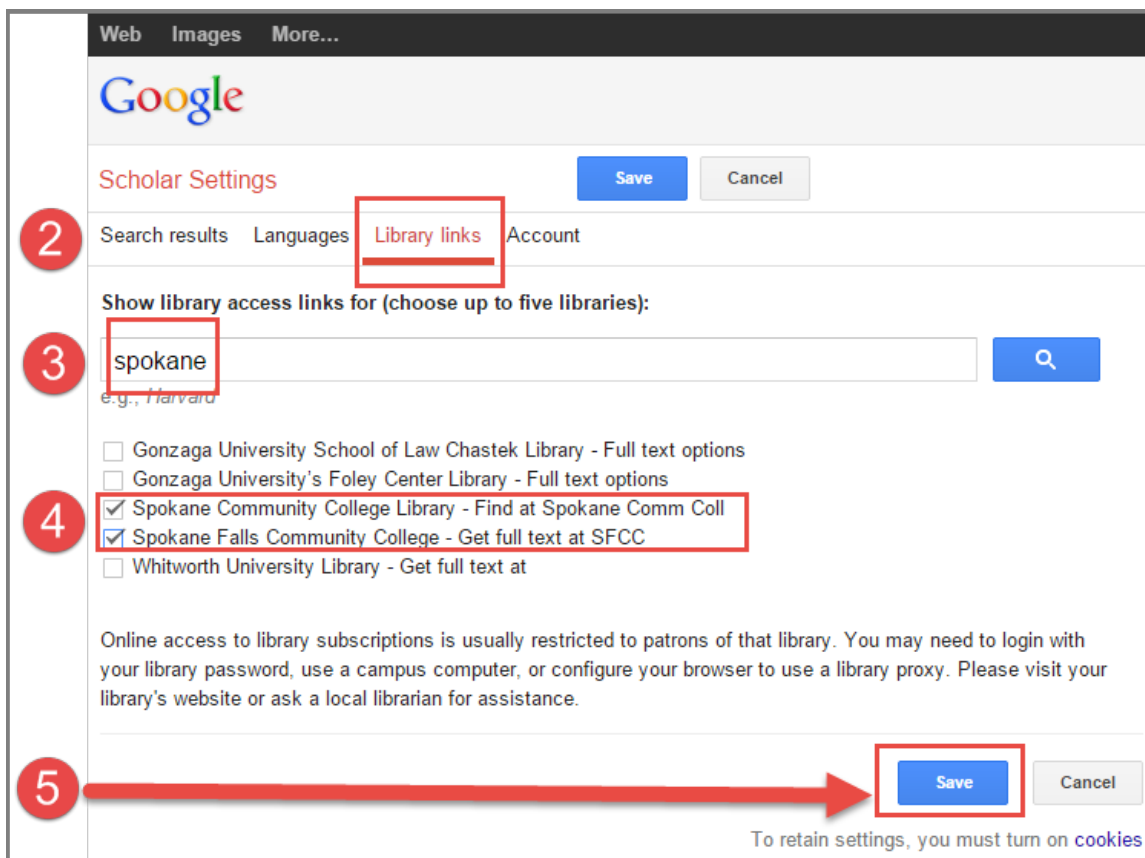 Web Images More...
Google
Scholar Settings Save Cancel
2 Search results Languages Library links Account
Show library access links for (choose up to five libraries):
3 spokane
e.g., Harvard
Gonzaga University School of Law Chastek Library - Full text options
Gonzaga University's Foley Center Library - Full text options
4 Spokane Community College Library - Find at Spokane Comm Coll
Spokane Falls Community College - Get full text at SFCC
Whitworth University Library - Get full text at
Online access to library subscriptions is usually restricted to patrons of that library. You may need to login with
your library password, use a campus computer, or configure your browser to use a library proxy. Please visit your
library's website or ask a local librarian for assistance.
5 Save Cancel
To retain settings, you must turn on cookies